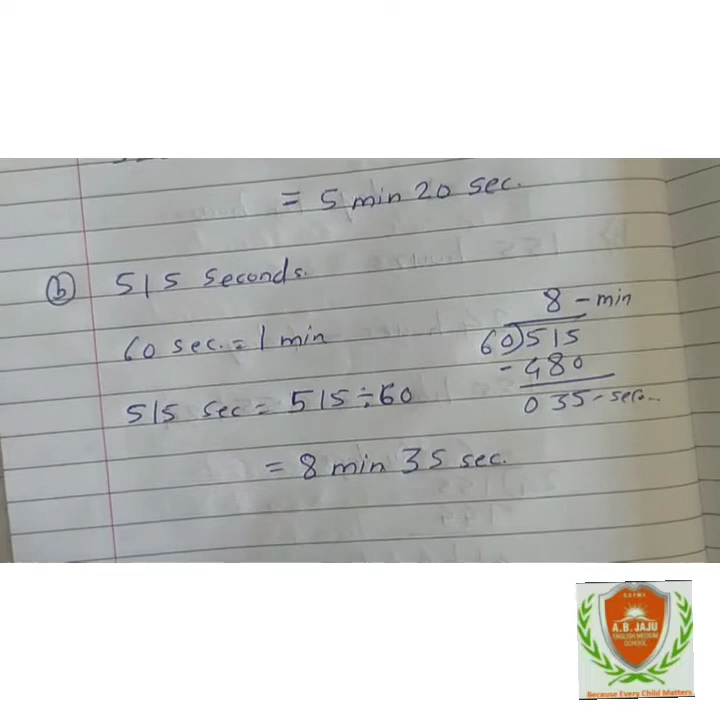 = 5 min 20 sec.
(b) 515 seconds.
60 sec. = 1 min
515 sec = 515 ÷ 60
= 8 min 35 sec.
8 - min
60)515
- 480
035 - sec.
A.B. JAJU
ENGLISH MEDIUM
SCHOOL
Because Every Child Matters